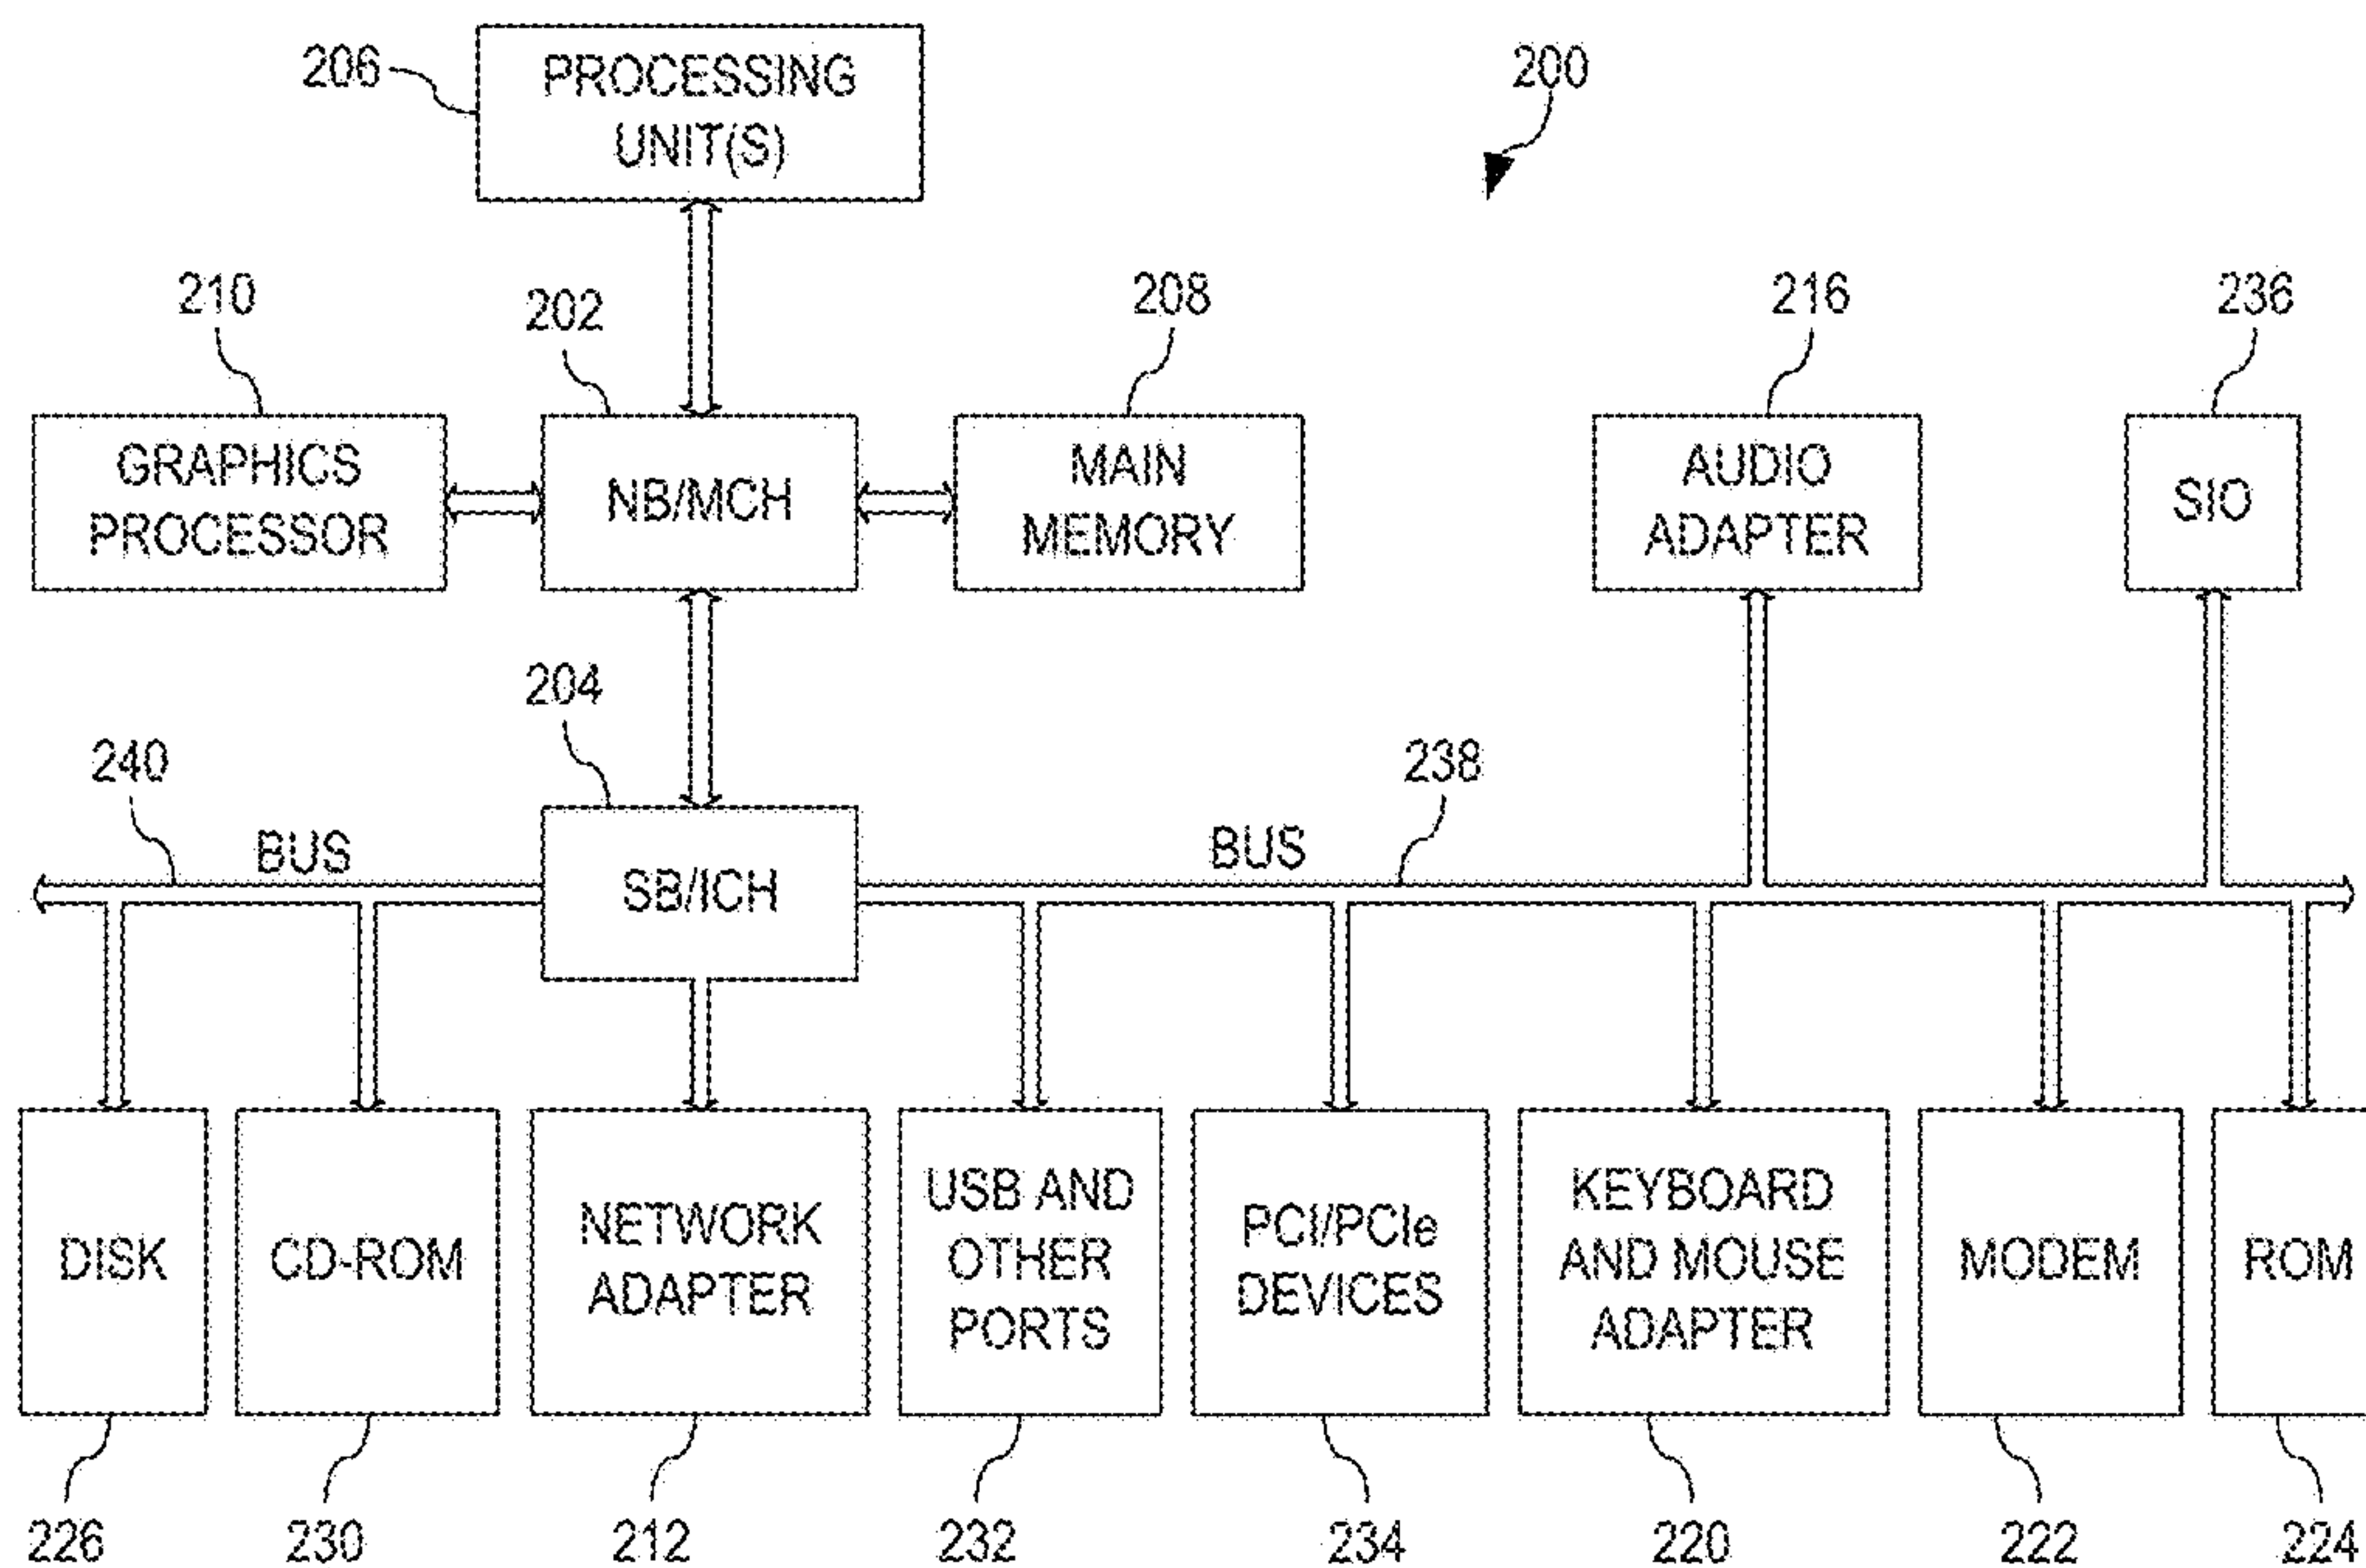 206
PROCESSING
UNIT(S)
200
210
202
208
216
236
GRAPHICS
PROCESSOR
NB/MCH
MAIN
MEMORY
AUDIO
ADAPTER
SIO
204
240
238
BUS
BUS
SB/ICH
DISK
CD-ROM
NETWORK
ADAPTER
USB AND
OTHER
PORTS
PCI/PCIe
DEVICES
KEYBOARD
AND MOUSE
ADAPTER
MODEM
ROM
226
230
212
232
234
220
222
224